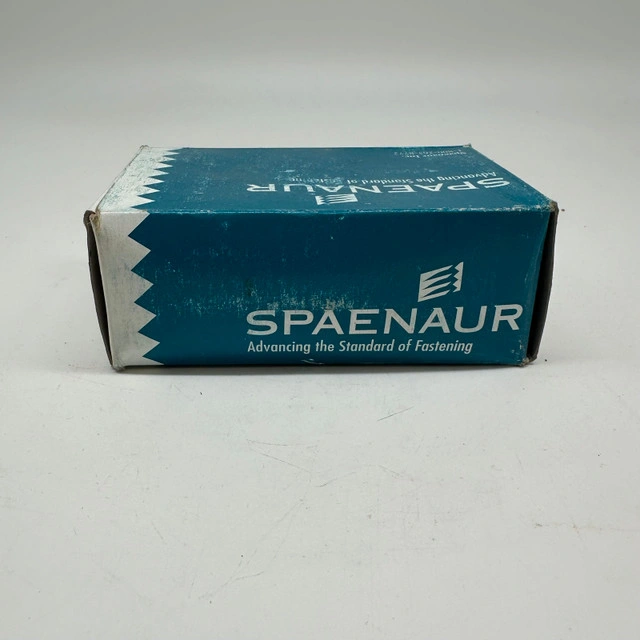 SPAENAUR
Advancing the Standard of Fastening
SPAENAUR
Advancing the Standard of